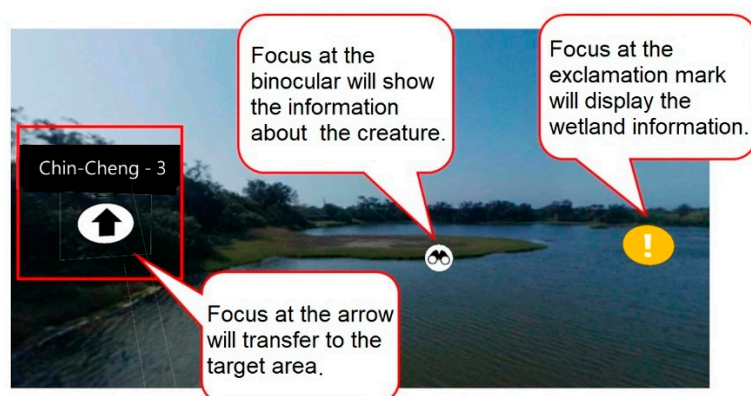 Focus at the
binocular will show
the information
about the creature.
Focus at the
exclamation mark
will display the
wetland information.
Chin-Cheng - 3
!
Focus at the arrow
will transfer to the
target area.